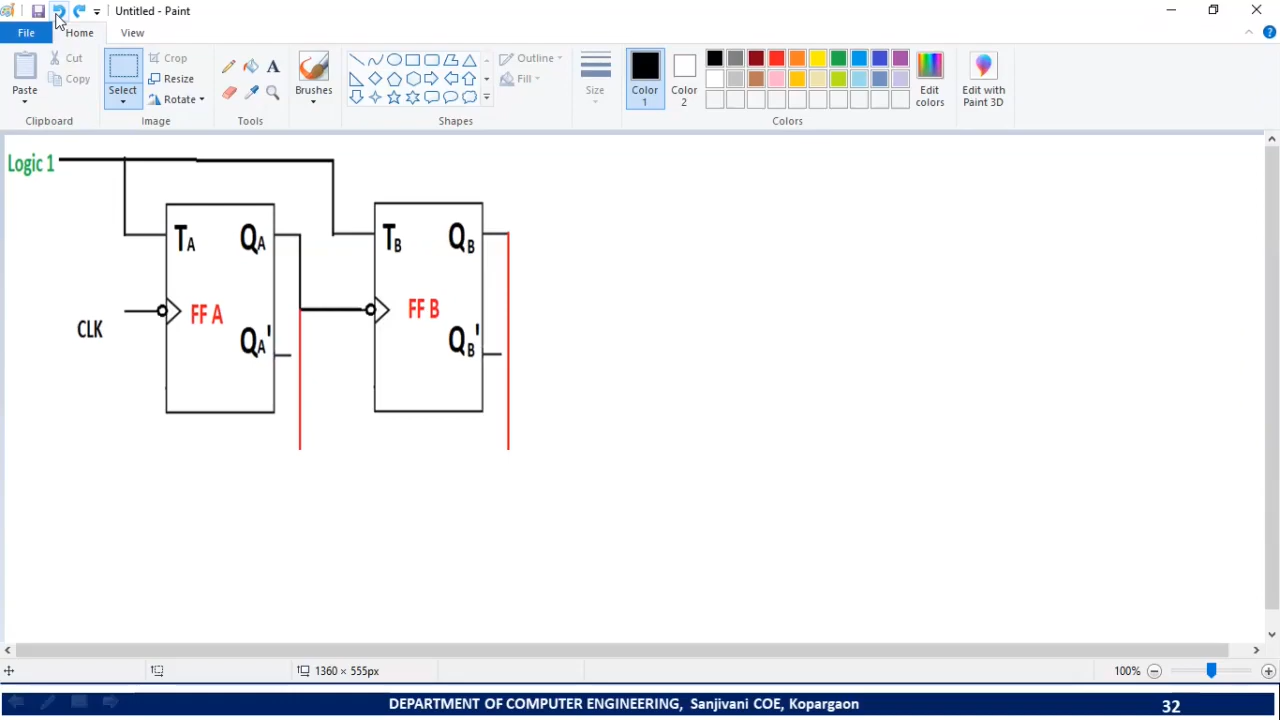 Untitled - Paint
File
Home
View
Paste
Cut
Copy
Clipboard
Select
Crop
Resize
Rotate
Image
A
Tools
Brushes
Outline
Fill
Shapes
Size
Color 1
Color 2
Edit colors
Edit with Paint 3D
Colors
Logic 1
TA QA
TB QB
CLK
FF A
FF B
QA'
QB'
1360 × 555px
100%
DEPARTMENT OF COMPUTER ENGINEERING, Sanjivani COE, Kopargaon
32